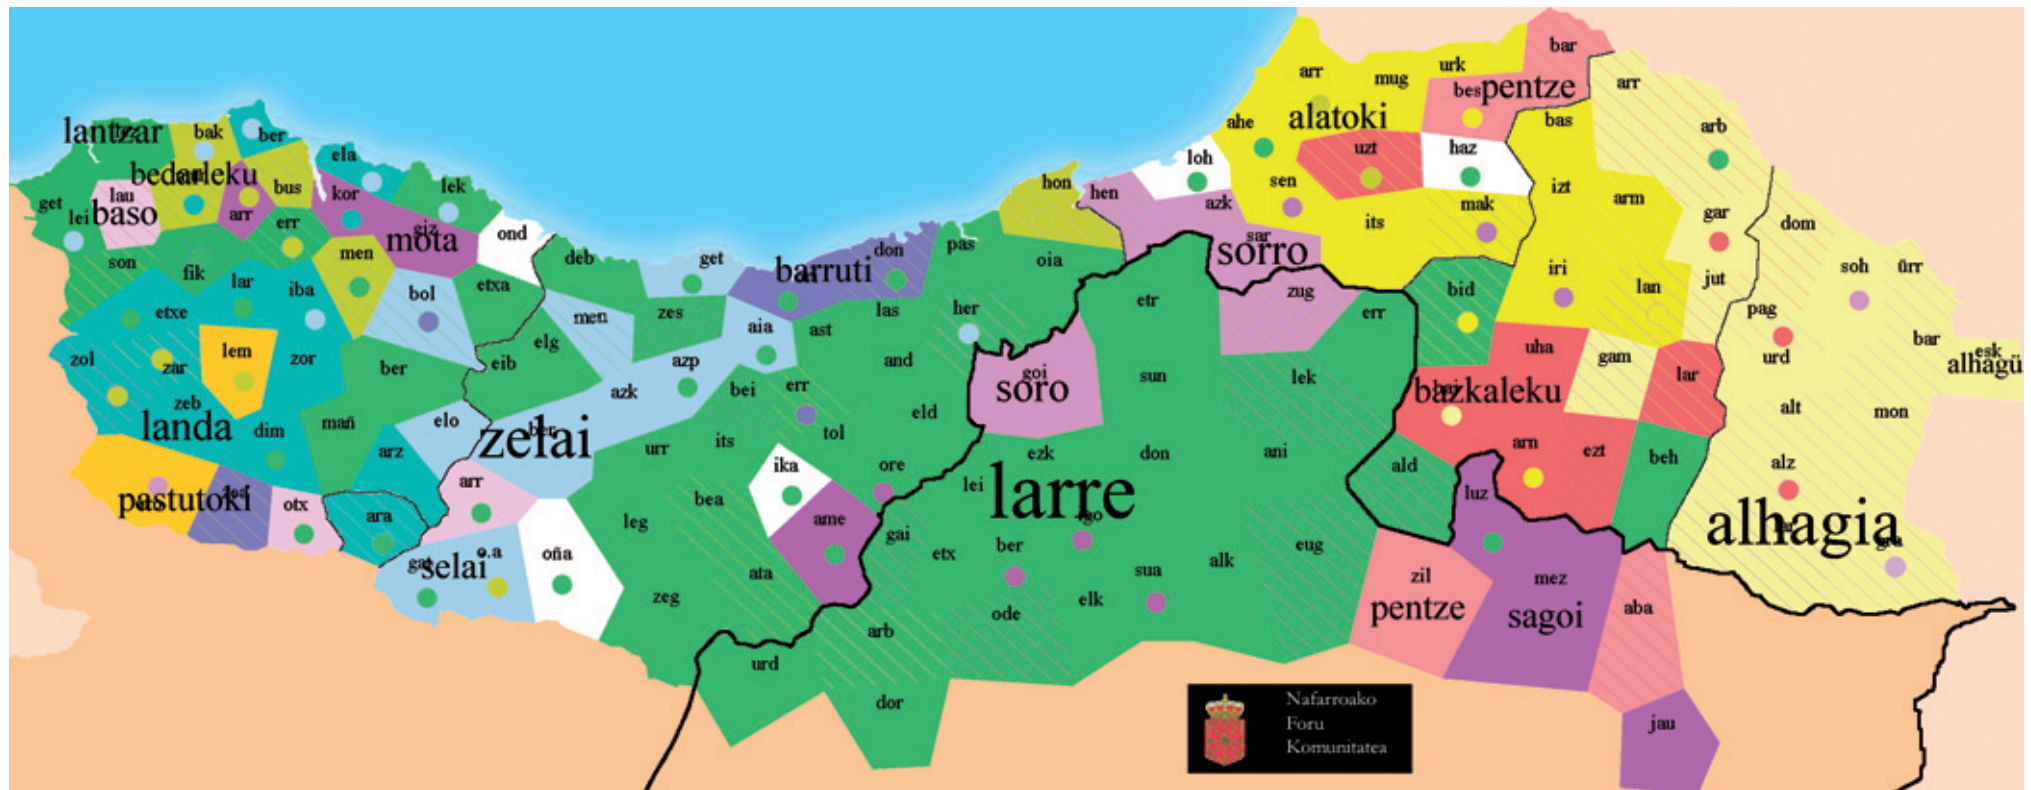 bar
arr
mug
urk
bes
pentze
arr
lantzar
bak
ber
ahe
alatoki
bas
arb
ela
loh
uzt
haz
bedarleku
bus
kor
lek
hon
hen
sen
izt
arm
get
lei
lau
baso
arr
err
mota
giz
ond
azk
its
mak
gar
dom
son
fik
men
deb
get
barruti
don
pas
oia
sar
sorro
iri
lan
jut
soh
ürr
etxe
lar
iba
bol
etxa
men
zes
aia
ast
las
her
etr
zug
err
bid
pag
zol
zar
lem
zor
ber
elg
eib
azp
and
goi
soro
sun
lek
uha
gam
lar
urd
bar
esk
alhagü
zeb
landa
dim
mañ
elo
azk
bei
err
eld
bazkaleku
alt
mon
arz
zelai
ber
urr
its
tol
ore
ezk
don
ani
ald
arn
ezt
beh
alz
pastutoki
otx
ara
arr
ika
bea
leg
ame
lei
larre
luz
alhagia
selai
o.a
oña
ata
zeg
gai
etx
ber
sua
alk
eug
zil
pentze
mez
sagoi
aba
arb
ode
elk
urd
dor
jau
Nafarroako
Foru
Komunitatea